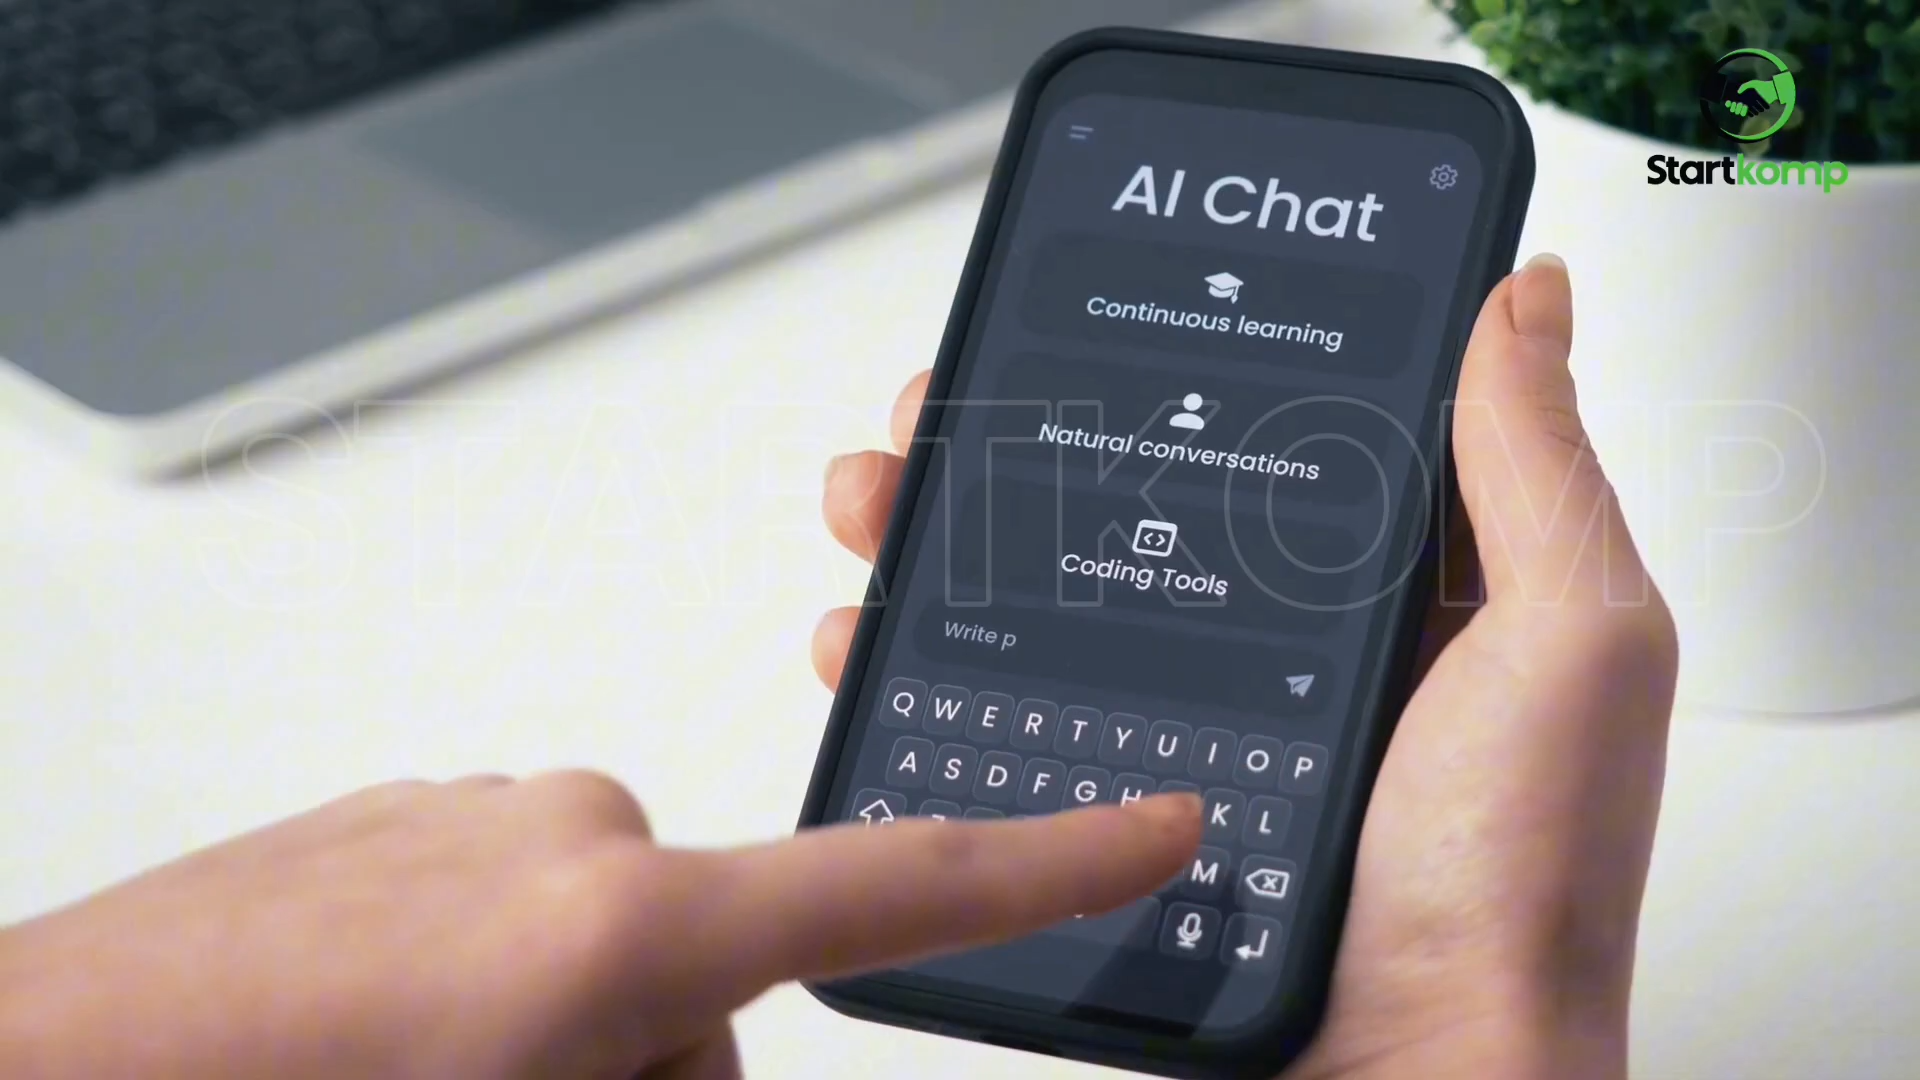 Startkomp
AI Chat
Continuous learning
Natural conversations
STARTKOMP
Coding Tools
Write p
Q W E R T Y U I O P
A S D F G H K L
M